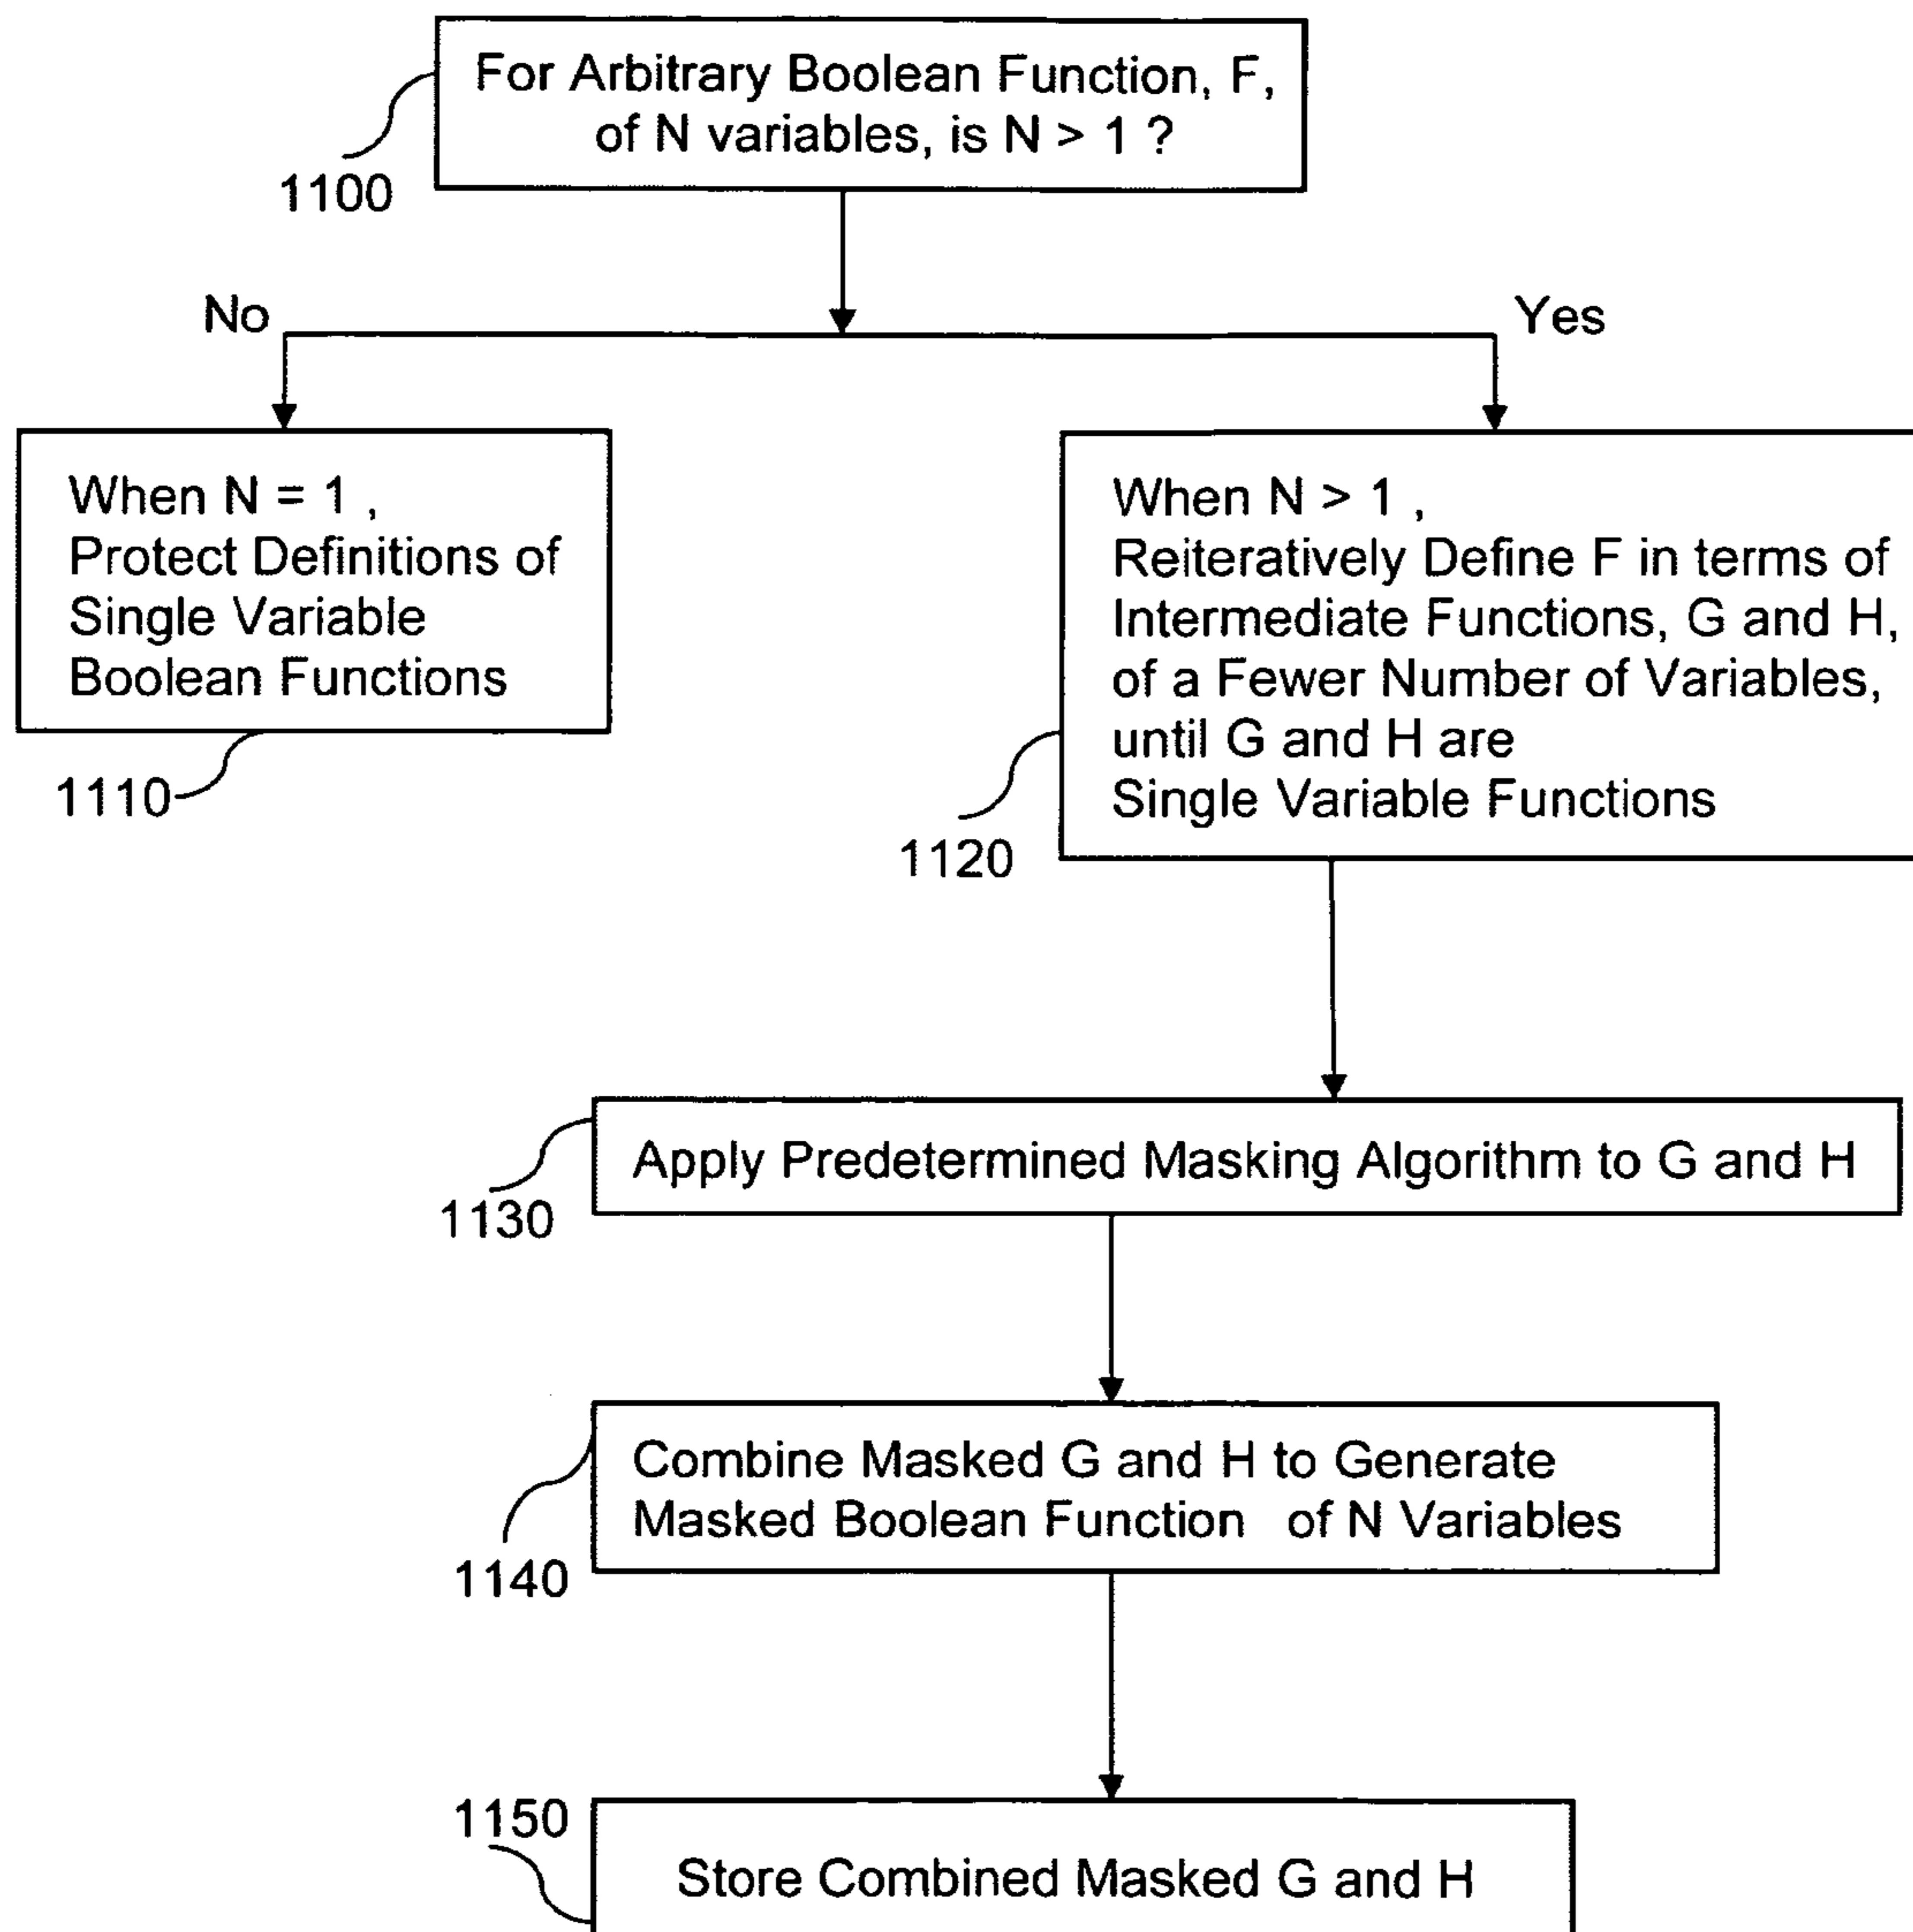 For Arbitrary Boolean Function, F,
of N variables, is N > 1 ?
1100
No
Yes
When N = 1 ,
Protect Definitions of
Single Variable
Boolean Functions
1110
When N > 1 ,
Reiteratively Define F in terms of
Intermediate Functions, G and H,
of a Fewer Number of Variables,
until G and H are
Single Variable Functions
1120
Apply Predetermined Masking Algorithm to G and H
1130
Combine Masked G and H to Generate
Masked Boolean Function of N Variables
1140
1150
Store Combined Masked G and H